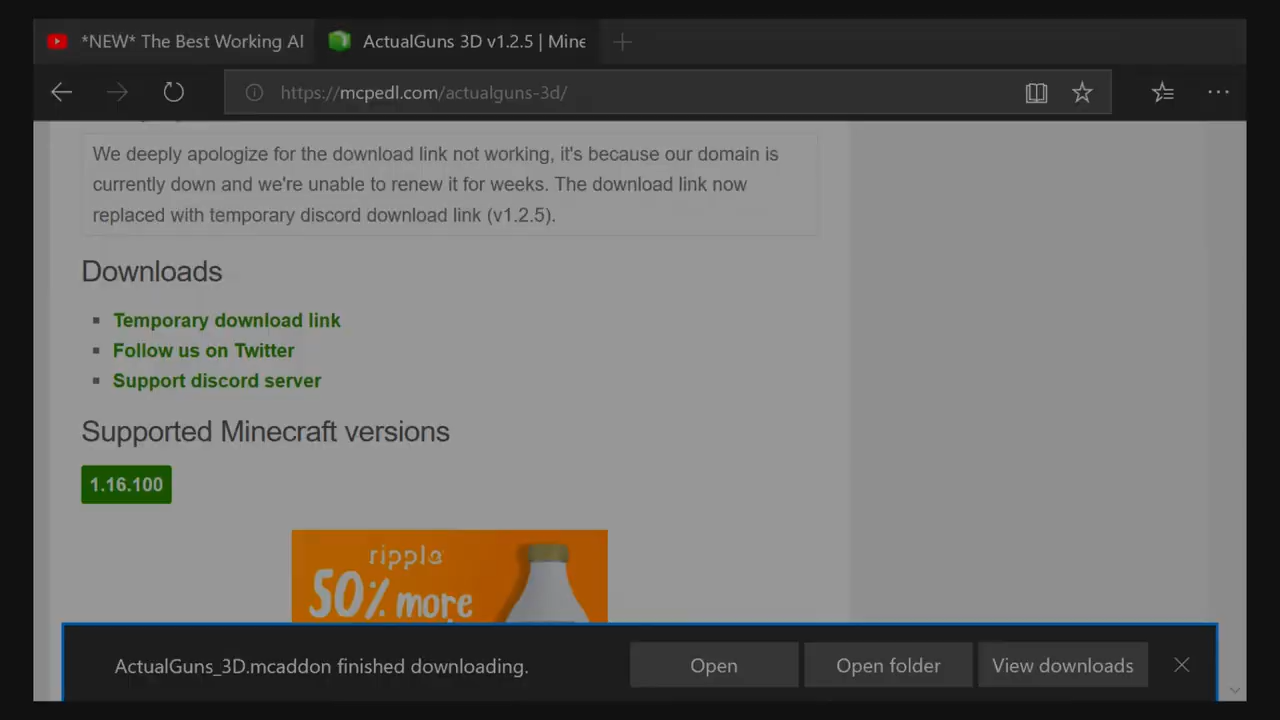 *NEW* The Best Working AI
ActualGuns 3D v1.2.5 | Mine
https://mcpedl.com/actualguns-3d/
We deeply apologize for the download link not working, it's because our domain is
currently down and we're unable to renew it for weeks. The download link now
replaced with temporary discord download link (v1.2.5).
Downloads
Temporary download link
Follow us on Twitter
Support discord server
Supported Minecraft versions
1.16.100
ripple
50% more
ActualGuns_3D.mcaddon finished downloading.
Open
Open folder
View downloads